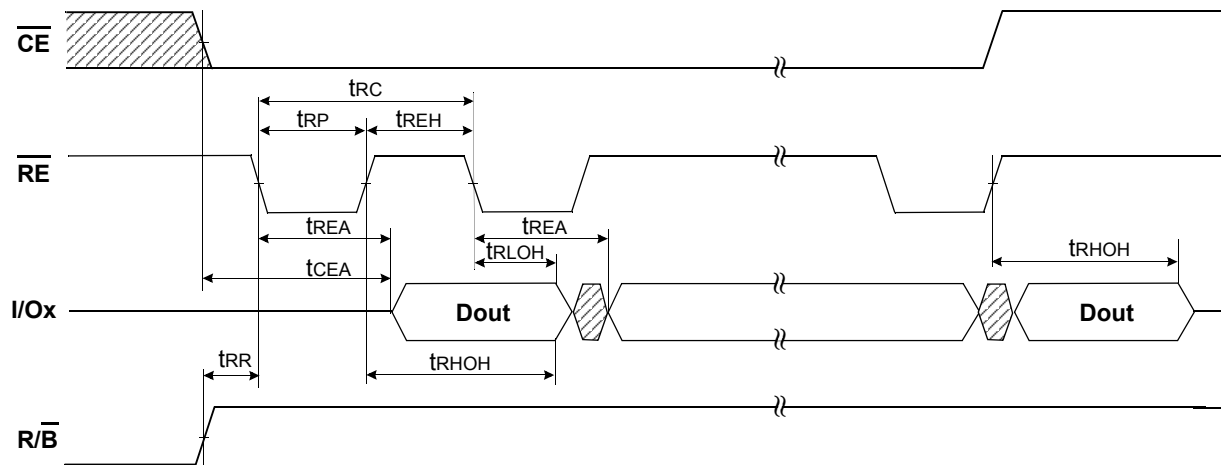 CE
tRC
tRP
tREH
RE
tREA
tREA
tRLOH
tCEA
tRHOH
I/Ox
Dout
Dout
tRR
tRHOH
R/B